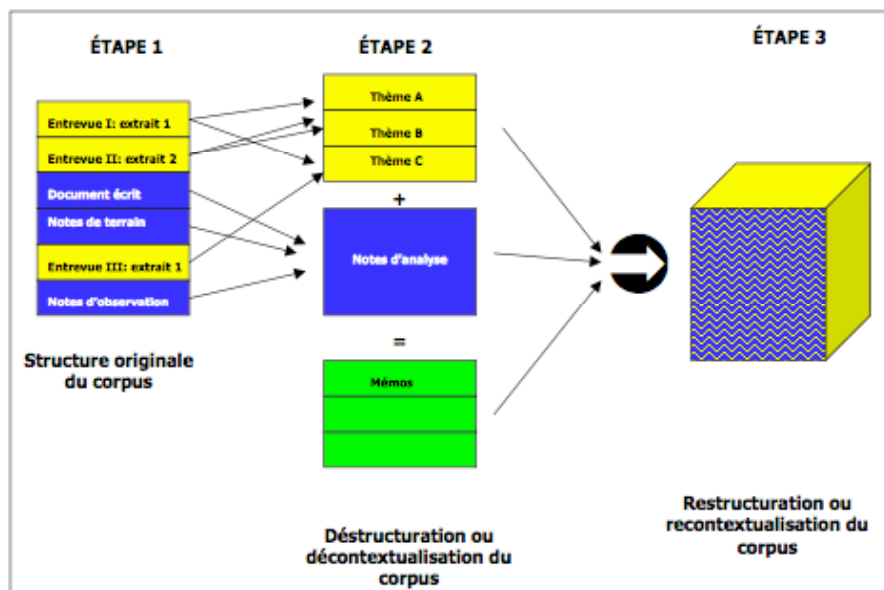 ÉTAPE 1
Entrevue I: extrait 1
Entrevue II: extrait 2
Document écrit
Notes de terrain
Entrevue III: extrait 1
Notes d'observation
Structure originale
du corpus
ÉTAPE 2
Thème A
Thème B
Thème C
+
Notes d'analyse
=
Mémos
Déstructuration ou
décontextualisation du
corpus
ÉTAPE 3
Restructuration ou
recontextualisation du
corpus